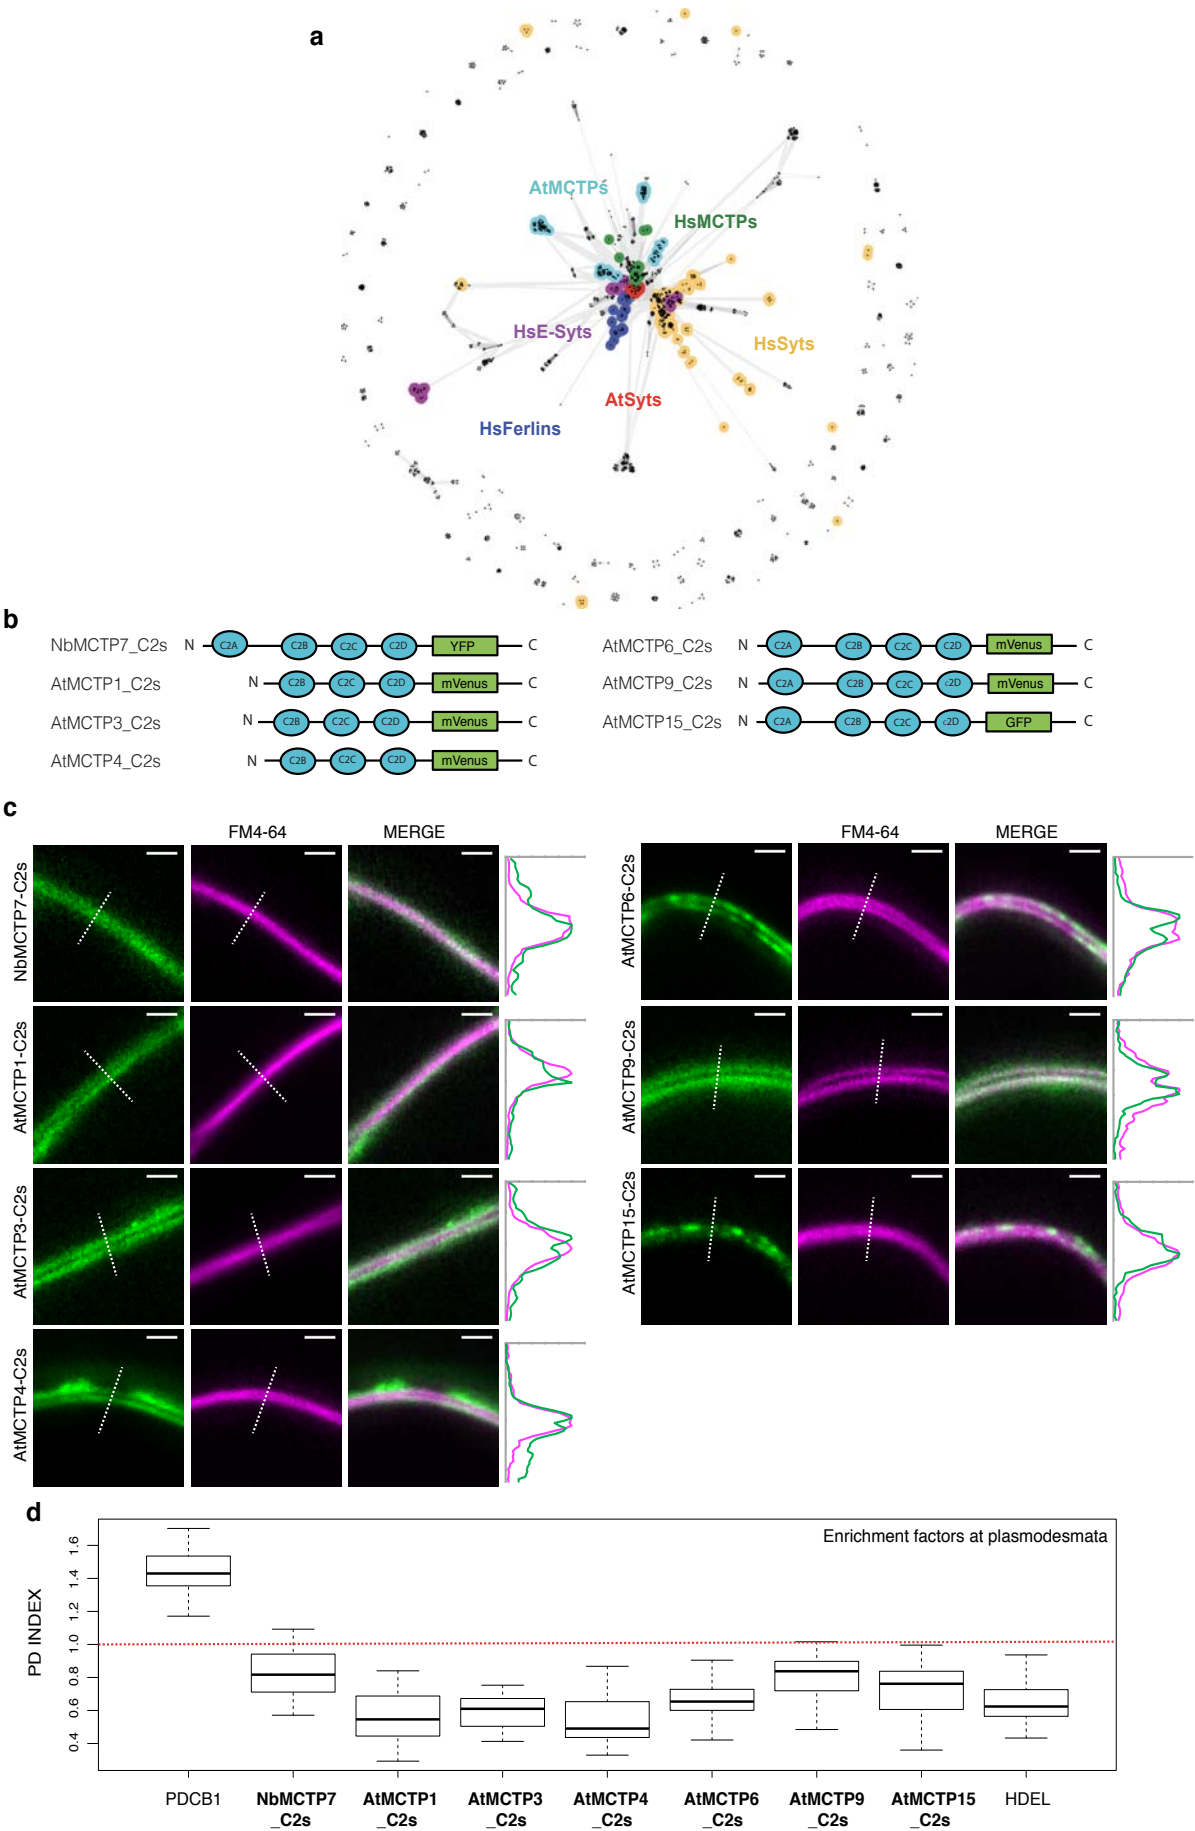 a
AtMCTPs
HsMCTPs
HsE-Syts
HsSyts
AtSyts
HsFerlins
b
NbMCTP7_C2s N C2A C2B C2C C2D YFP C
AtMCTP1_C2s N C2B C2C C2D mVenus C
AtMCTP3_C2s N C2B C2C C2D mVenus C
AtMCTP4_C2s N C2B C2C C2D mVenus C
AtMCTP6_C2s N C2A C2B C2C C2D mVenus C
AtMCTP9_C2s N C2A C2B C2C c2D mVenus C
AtMCTP15_C2s N C2A C2B C2C c2D GFP C
c
FM4-64 MERGE
NbMCTP7-C2s
AtMCTP1-C2s
AtMCTP3-C2s
AtMCTP4-C2s
FM4-64 MERGE
AtMCTP6-C2s
AtMCTP9-C2s
AtMCTP15-C2s
d
Enrichment factors at plasmodesmata
PD INDEX
1.6
1.4
1.2
1.0
0.8
0.6
0.4
PDCB1 NbMCTP7 AtMCTP1 AtMCTP3 AtMCTP4 AtMCTP6 AtMCTP9 AtMCTP15 HDEL
_C2s _C2s _C2s _C2s _C2s _C2s _C2s